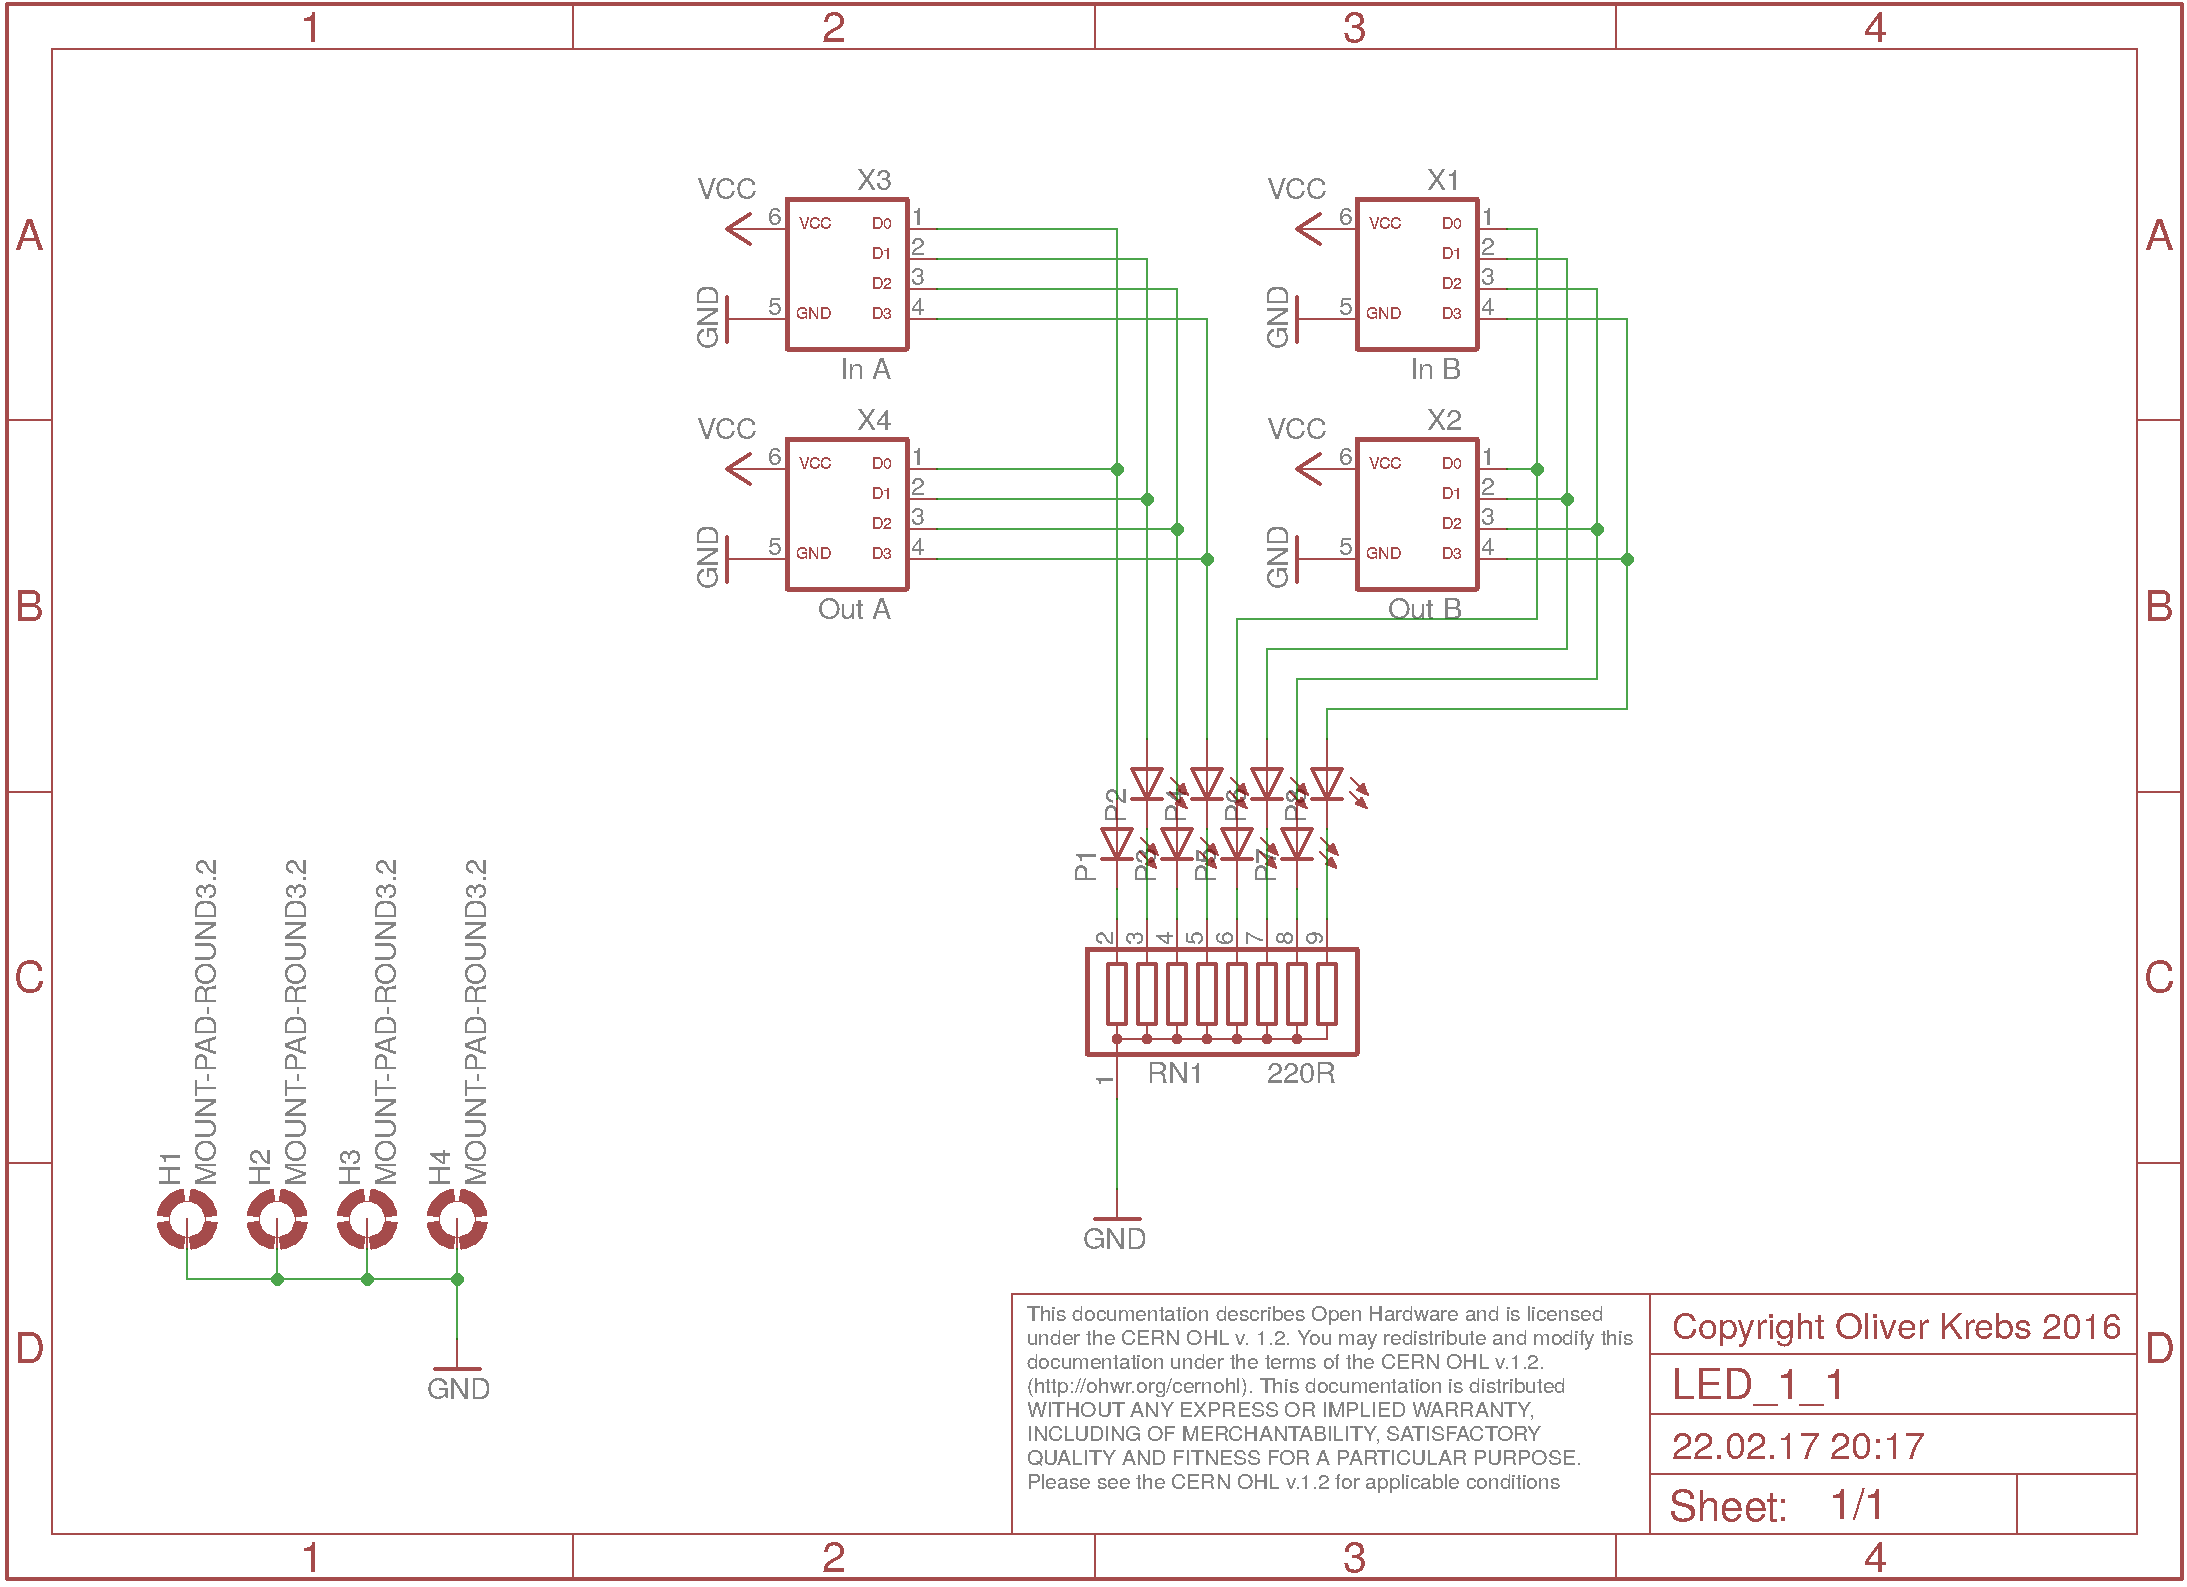 1 2 3 4
A A
B B
C C
D D
X3
VCC
6 VCC D0 1
D1 2
D2 3
GND 5 GND D3 4
In A
X1
VCC
6 VCC D0 1
D1 2
D2 3
GND 5 GND D3 4
In B
X4
VCC
6 VCC D0 1
D1 2
D2 3
GND 5 GND D3 4
Out A
X2
VCC
6 VCC D0 1
D1 2
D2 3
GND 5 GND D3 4
Out B
P2 P4 P6 P8
P1 P3 P5 P7
2 3 4 5 6 7 8 9
1 RN1 220R
GND
H1 MOUNT-PAD-ROUND3.2
H2 MOUNT-PAD-ROUND3.2
H3 MOUNT-PAD-ROUND3.2
H4 MOUNT-PAD-ROUND3.2
GND
This documentation describes Open Hardware and is licensed
under the CERN OHL v. 1.2. You may redistribute and modify this
documentation under the terms of the CERN OHL v.1.2.
(http://ohwr.org/cernohl). This documentation is distributed
WITHOUT ANY EXPRESS OR IMPLIED WARRANTY,
INCLUDING OF MERCHANTABILITY, SATISFACTORY
QUALITY AND FITNESS FOR A PARTICULAR PURPOSE.
Please see the CERN OHL v.1.2 for applicable conditions
Copyright Oliver Krebs 2016
LED_1_1
22.02.17 20:17
Sheet: 1/1
1 2 3 4